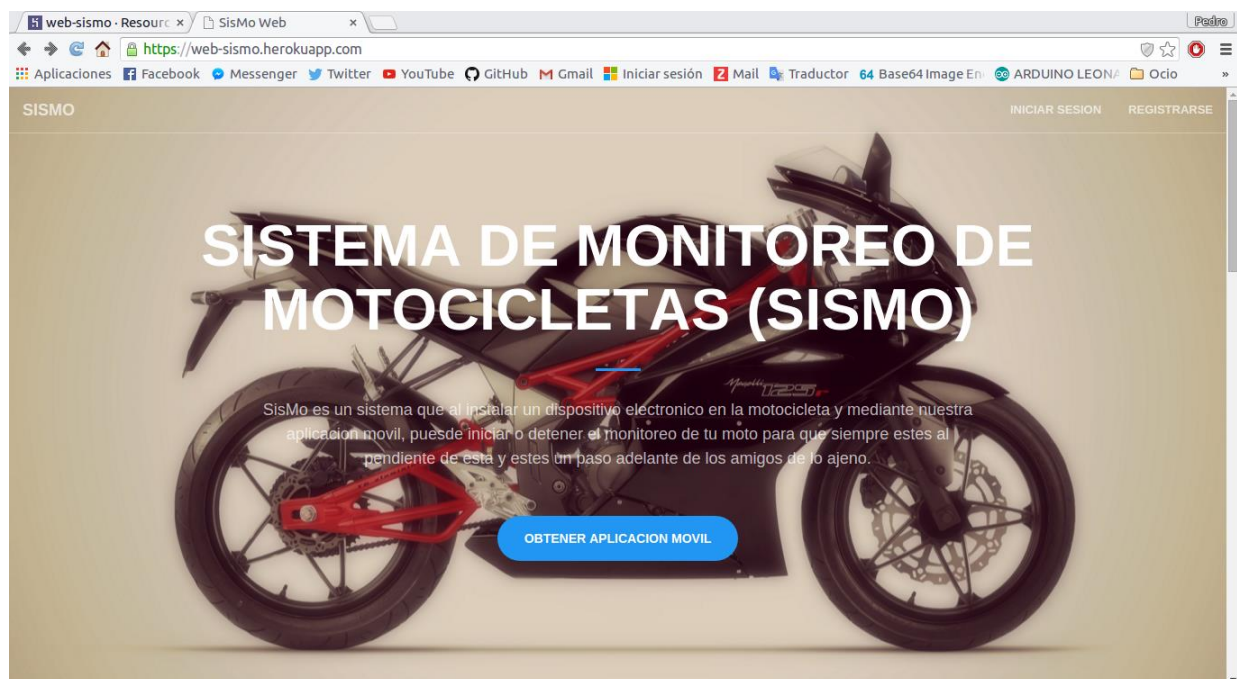 web-sismo · Resourc
SisMo Web
Pedro
https://web-sismo.herokuapp.com
Aplicaciones
Facebook
Messenger
Twitter
YouTube
GitHub
Gmail
Iniciar sesión
Mail
Traductor
64 Base64 Image En
ARDUINO LEONA
Ocio
»
SISMO
INICIAR SESION
REGISTRARSE
SISTEMA DE MONITOREO DE
MOTOCICLETAS (SISMO)
SisMo es un sistema que al instalar un dispositivo electronico en la motocicleta y mediante nuestra
aplicacion movil, puesde iniciar o detener el monitoreo de tu moto para que siempre estes al
pendiente de esta y estes un paso adelante de los amigos de lo ajeno.
OBTENER APLICACION MOVIL
125